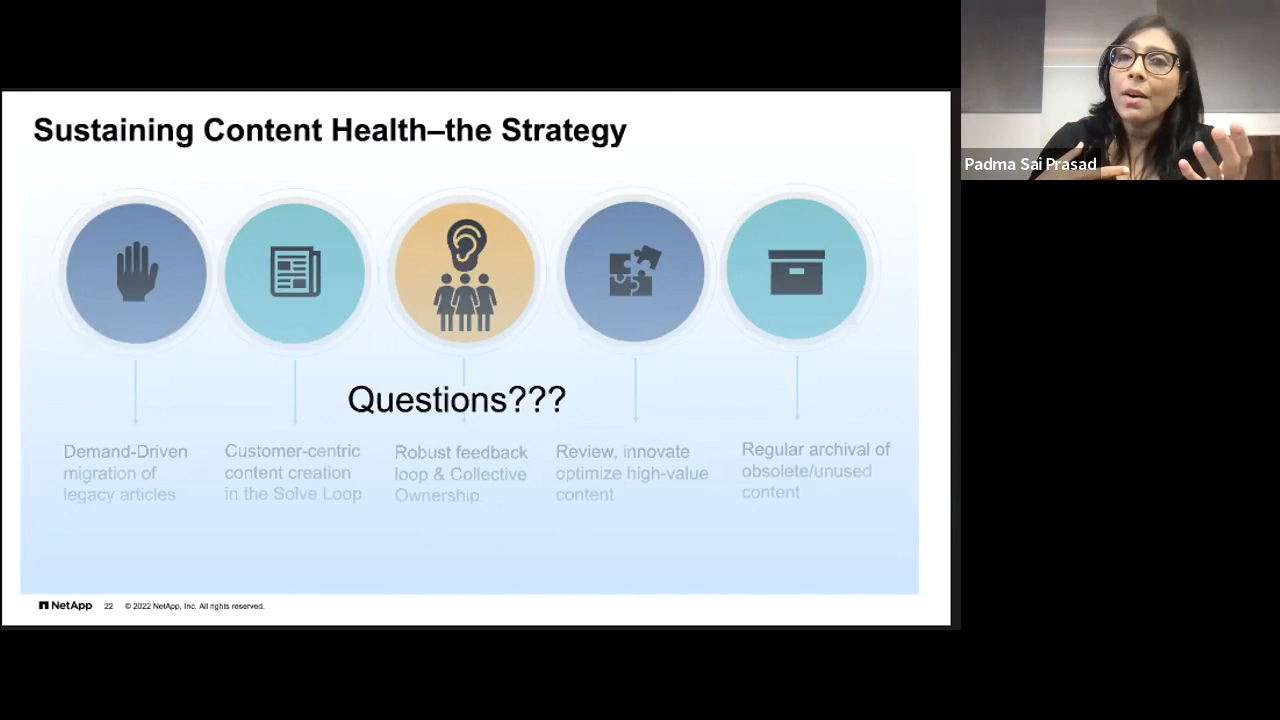 Sustaining Content Health–the Strategy
Padma Sai Prasad
Questions???
Demand-Driven
migration of
legacy articles
Customer-centric
content creation
in the Solve Loop
Robust feedback
loop & Collective
Ownership
Review, innovate
optimize high-value
content
Regular archival of
obsolete/unused
content
NetApp 22 © 2022 NetApp, Inc. All rights reserved.